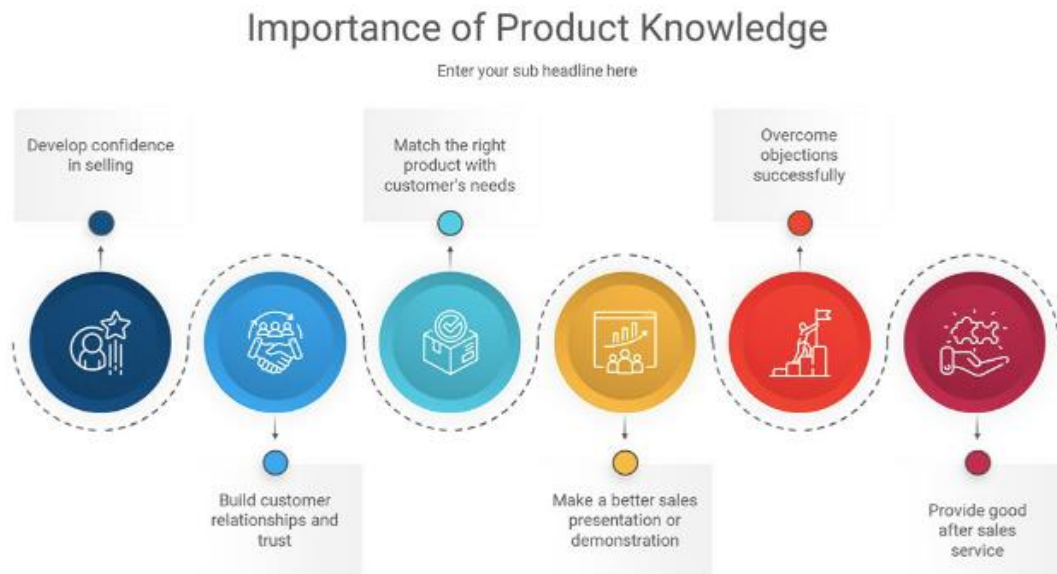 Importance of Product Knowledge
Enter your sub headline here
Develop confidence
in selling
Match the right
product with
customer's needs
Overcome
objections
successfully
Build customer
relationships and
trust
Make a better sales
presentation or
demonstration
Provide good
after sales
service